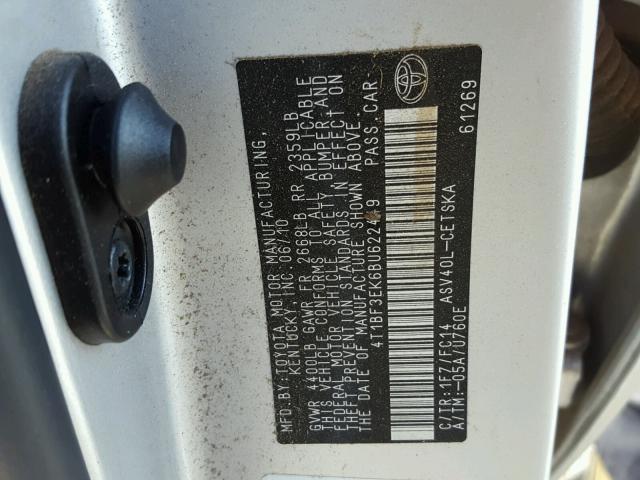 MFD.BY:TOYOTA MOTOR MANUFACTURING,
KENTUCKY, INC. 06/10
GVWR 4400LB GAWR FR 2668LB RR 2359LB
THIS VEHICLE CONFORMS TO ALL APPLICABLE
FEDERAL MOTOR VEHICLE SAFETY, BUMPER, AND
THEFT PREVENTION STANDARDS IN EFFECT ON
THE DATE OF MANUFACTURE SHOWN ABOVE.
PASS.CAR
C/TR:1F7/FC14 ASV40L-CETSKA
A/TM:-05A/U760E
61269